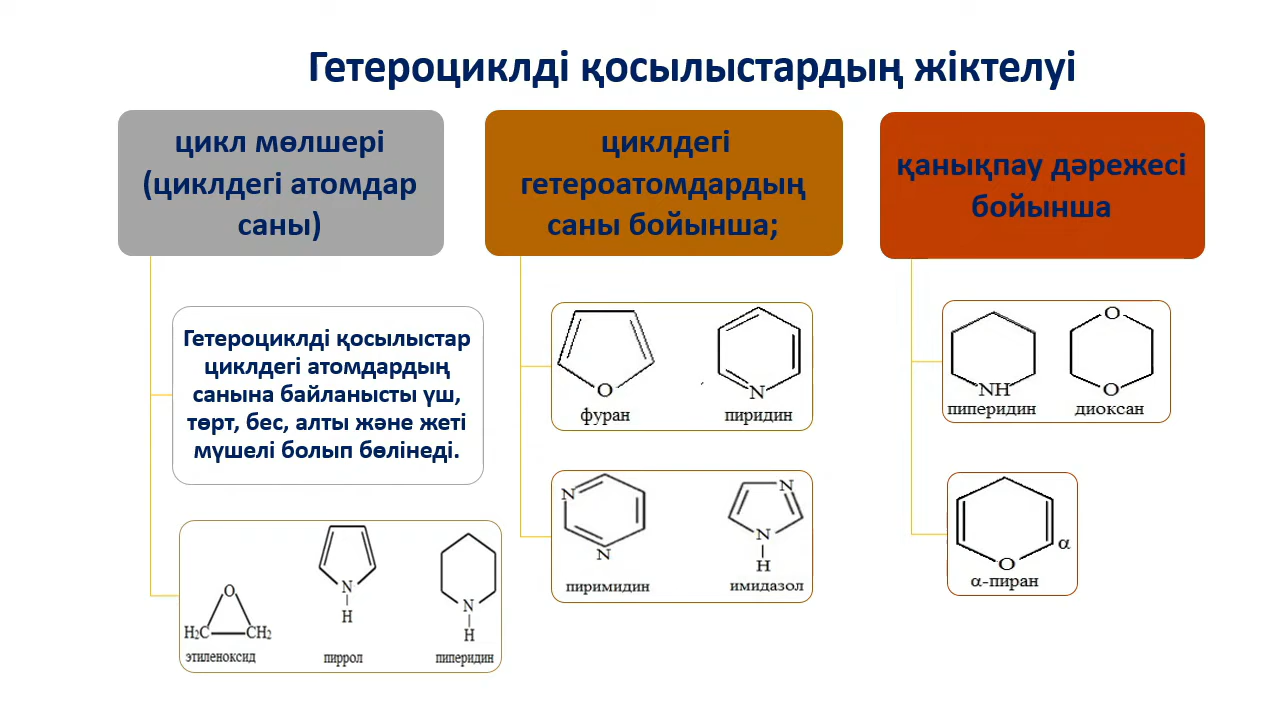 Гетероциклді қосылыстардың жіктелуі
цикл мөлшері
(циклдегі атомдар
саны)
Гетероциклді қосылыстар
циклдегі атомдардың
санына байланысты үш,
төрт, бес, алты және жеті
мүшелі болып бөлінеді.
O
H₂C
CH₂
этиленоксид
N
H
пиррол
N
H
пиперидин
циклдегі
гетероатомдардың
саны бойынша;
O
фуран
N
пиридин
N
N
пиримидин
N
N
H
имидазол
қанықпау дәрежесі
бойынша
NH
пиперидин
O
O
диоксан
α
O
α-пиран